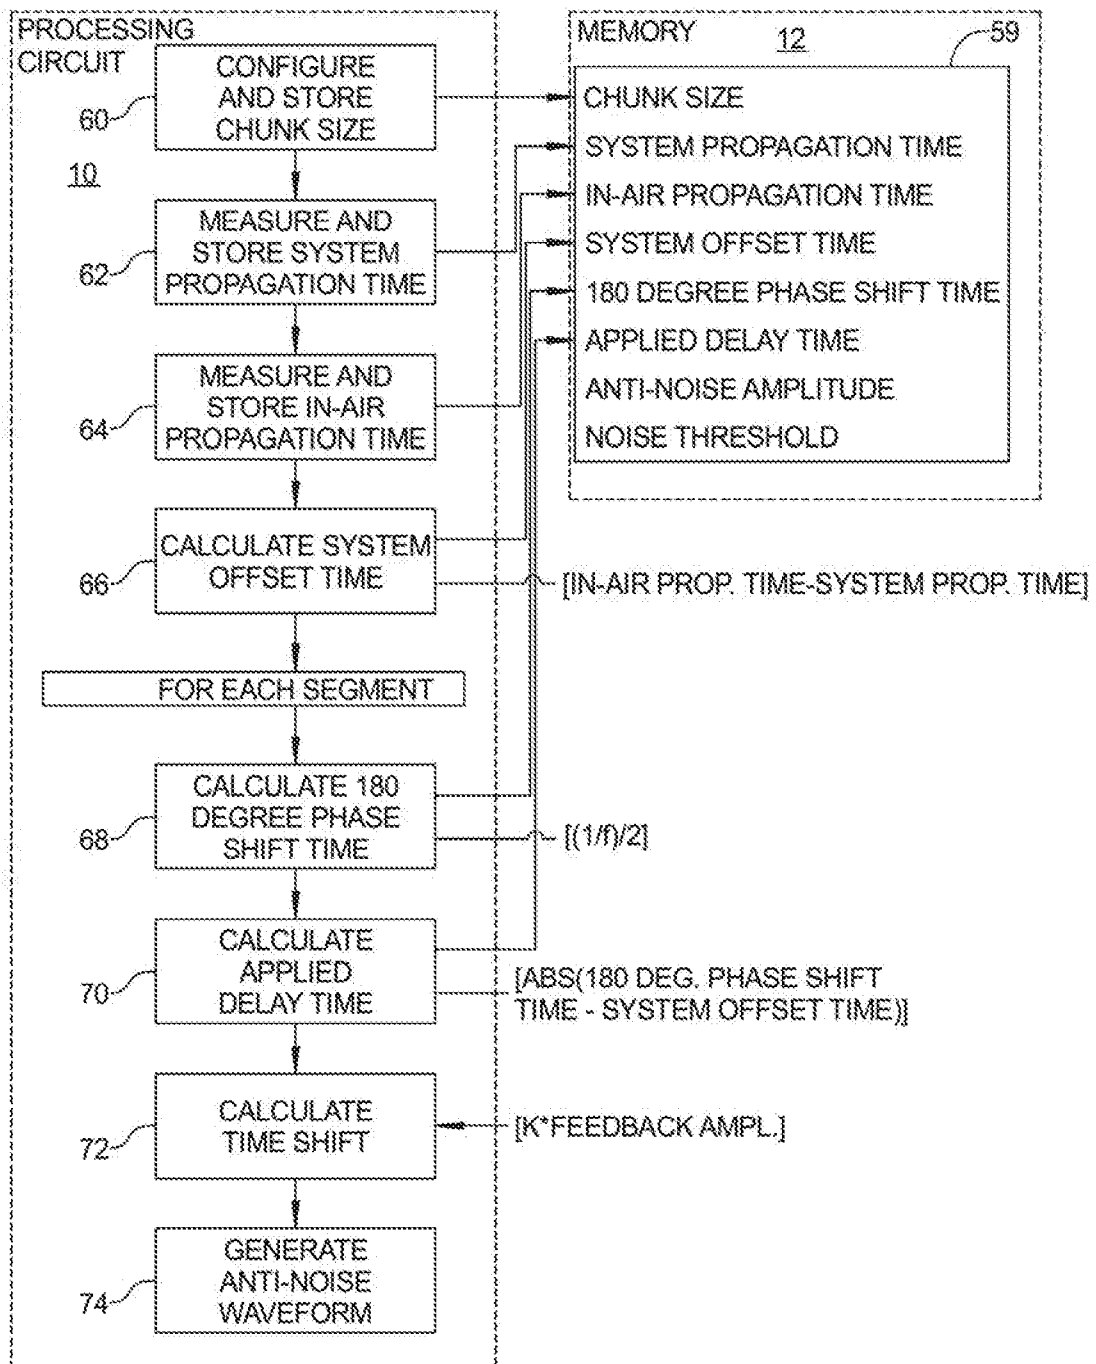 PROCESSING
CIRCUIT
10
60
CONFIGURE
AND STORE
CHUNK SIZE
62
MEASURE AND
STORE SYSTEM
PROPAGATION TIME
64
MEASURE AND
STORE IN-AIR
PROPAGATION TIME
66
CALCULATE SYSTEM
OFFSET TIME
[IN-AIR PROP. TIME-SYSTEM PROP. TIME]
FOR EACH SEGMENT
68
CALCULATE 180
DEGREE PHASE
SHIFT TIME
[(1/f)/2]
70
CALCULATE
APPLIED
DELAY TIME
[ABS(180 DEG. PHASE SHIFT
TIME - SYSTEM OFFSET TIME)]
72
CALCULATE
TIME SHIFT
[K*FEEDBACK AMPL.]
74
GENERATE
ANTI-NOISE
WAVEFORM
MEMORY
12
59
CHUNK SIZE
SYSTEM PROPAGATION TIME
IN-AIR PROPAGATION TIME
SYSTEM OFFSET TIME
180 DEGREE PHASE SHIFT TIME
APPLIED DELAY TIME
ANTI-NOISE AMPLITUDE
NOISE THRESHOLD